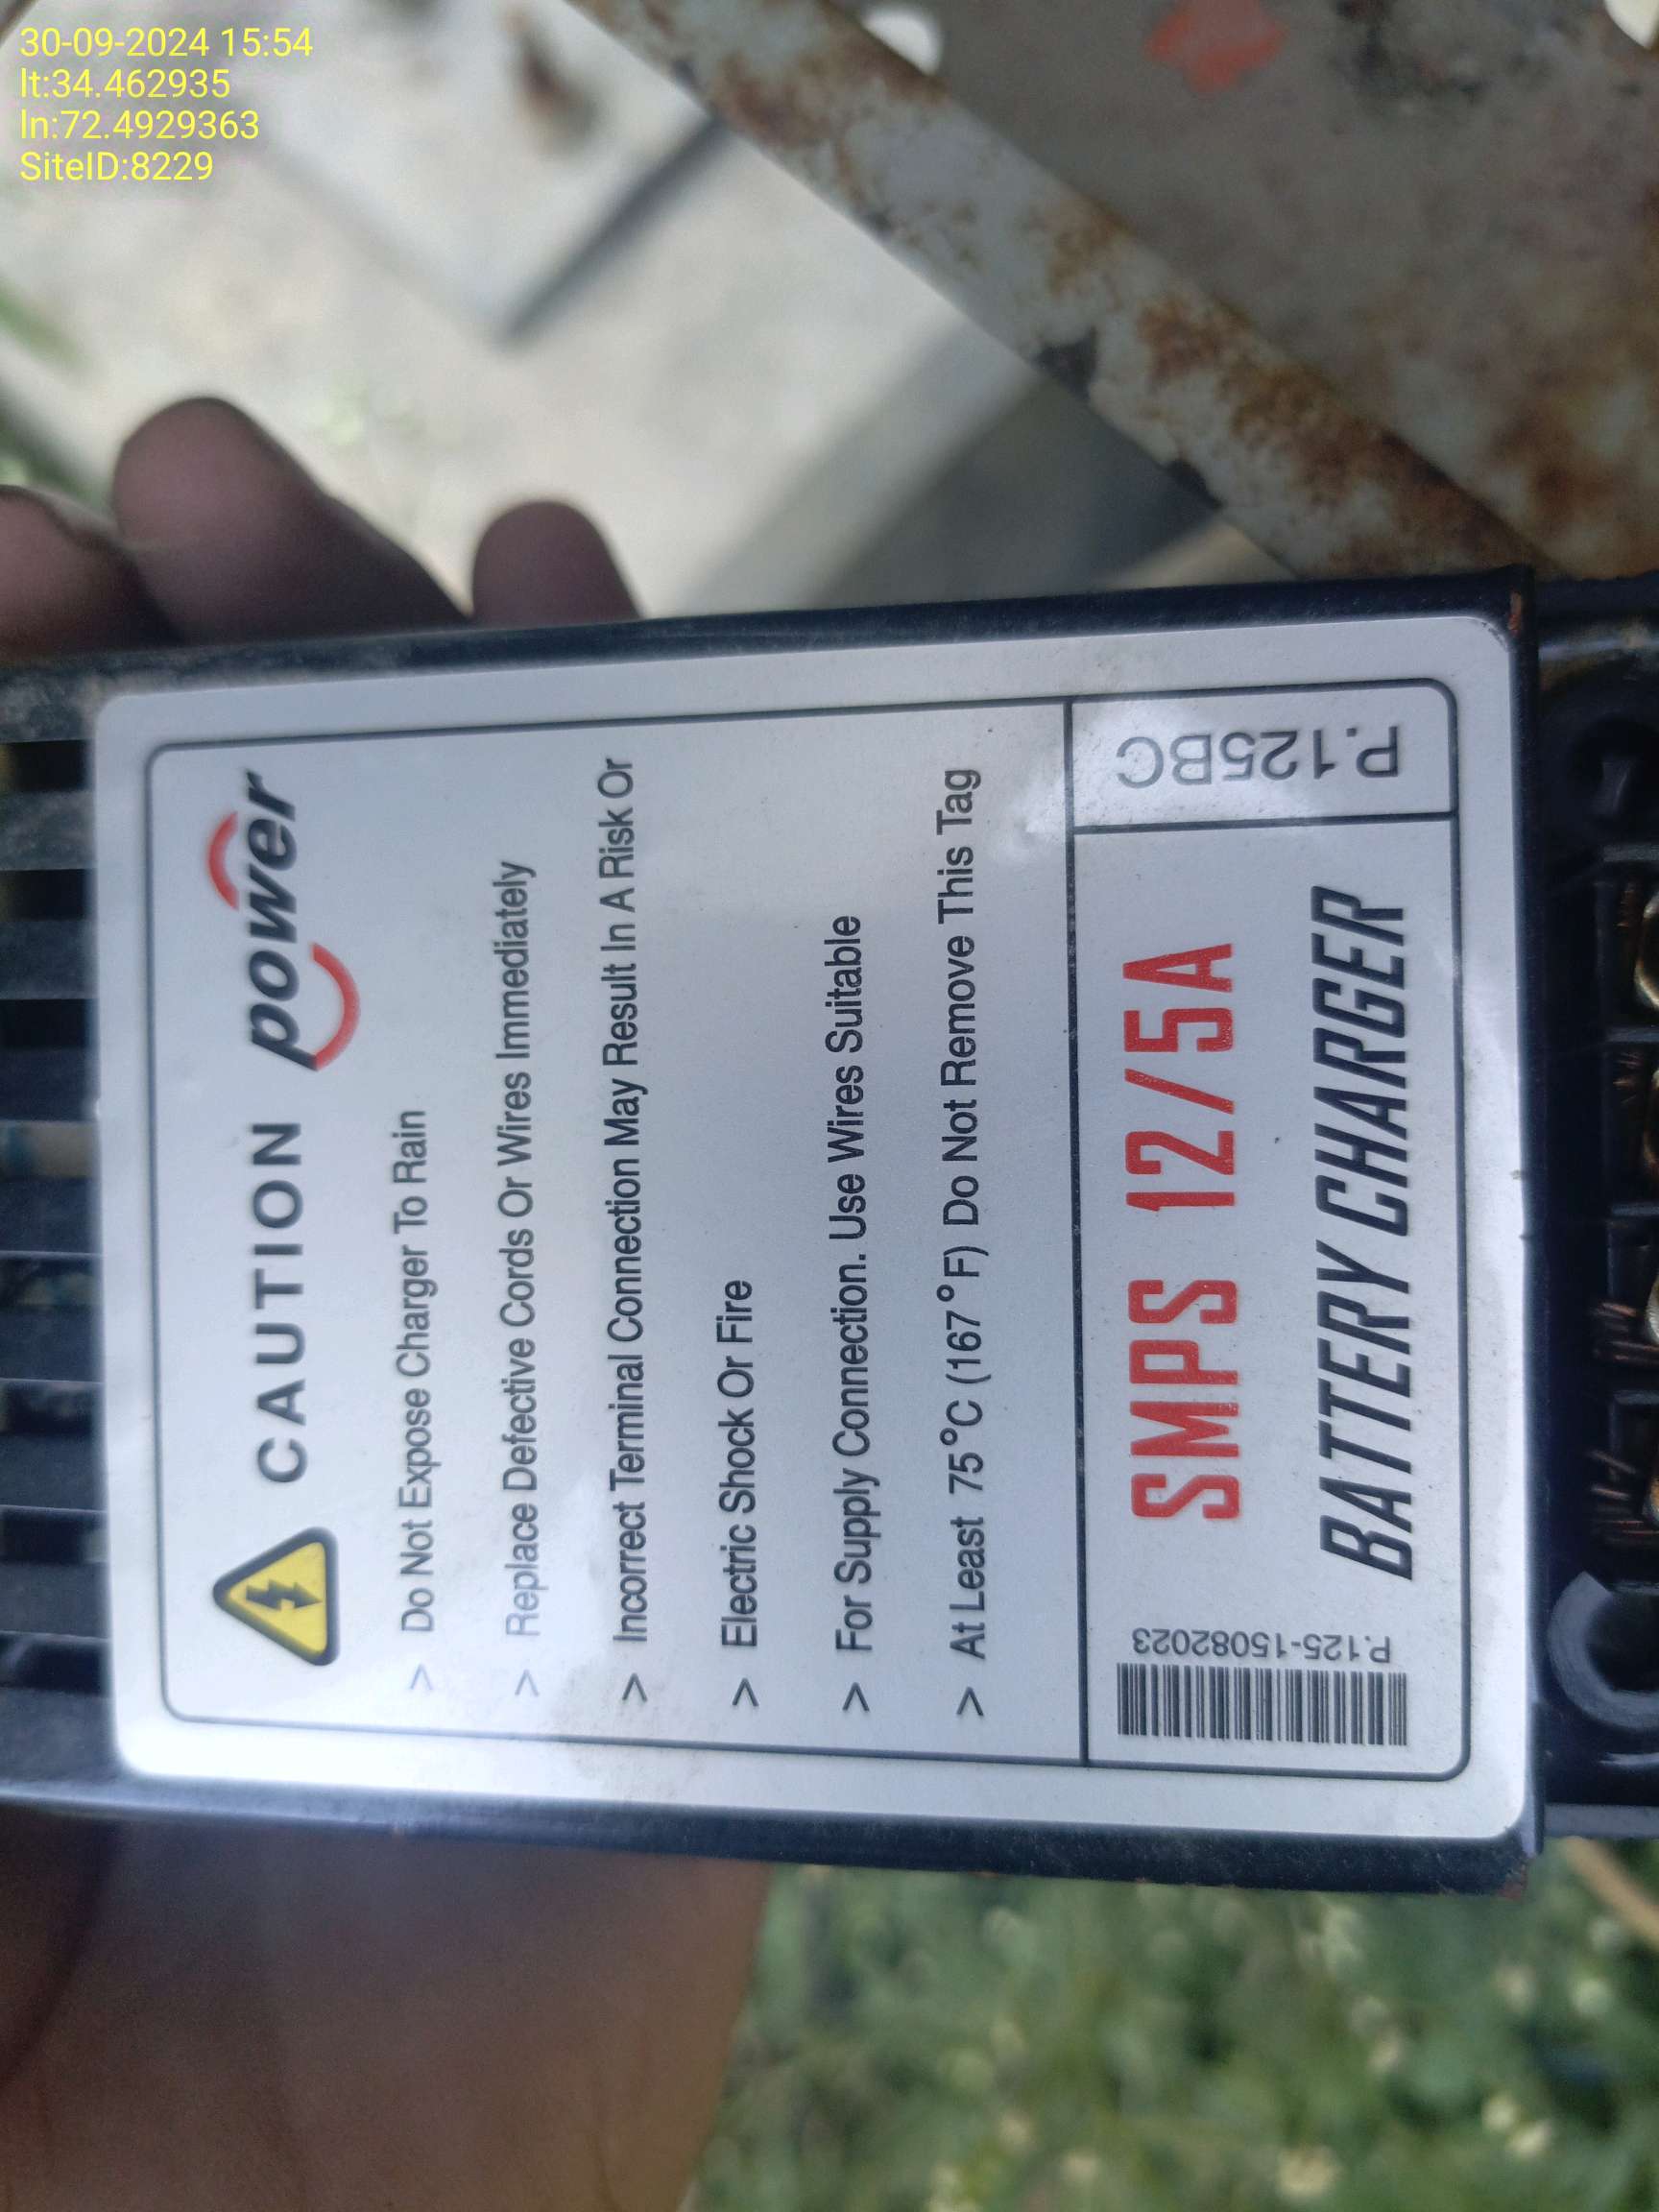 30-09-2024 15:54
lt:34.462935
ln:72.4929363
SiteID:8229
CAUTION power
> Do Not Expose Charger To Rain
> Replace Defective Cords Or Wires Immediately
> Incorrect Terminal Connection May Result In A Risk Or
> Electric Shock Or Fire
> For Supply Connection. Use Wires Suitable
> At Least 75°C (167°F) Do Not Remove This Tag
P.125-15082023
SMPS 12/5A
BATTERY CHARGER
P.125BC